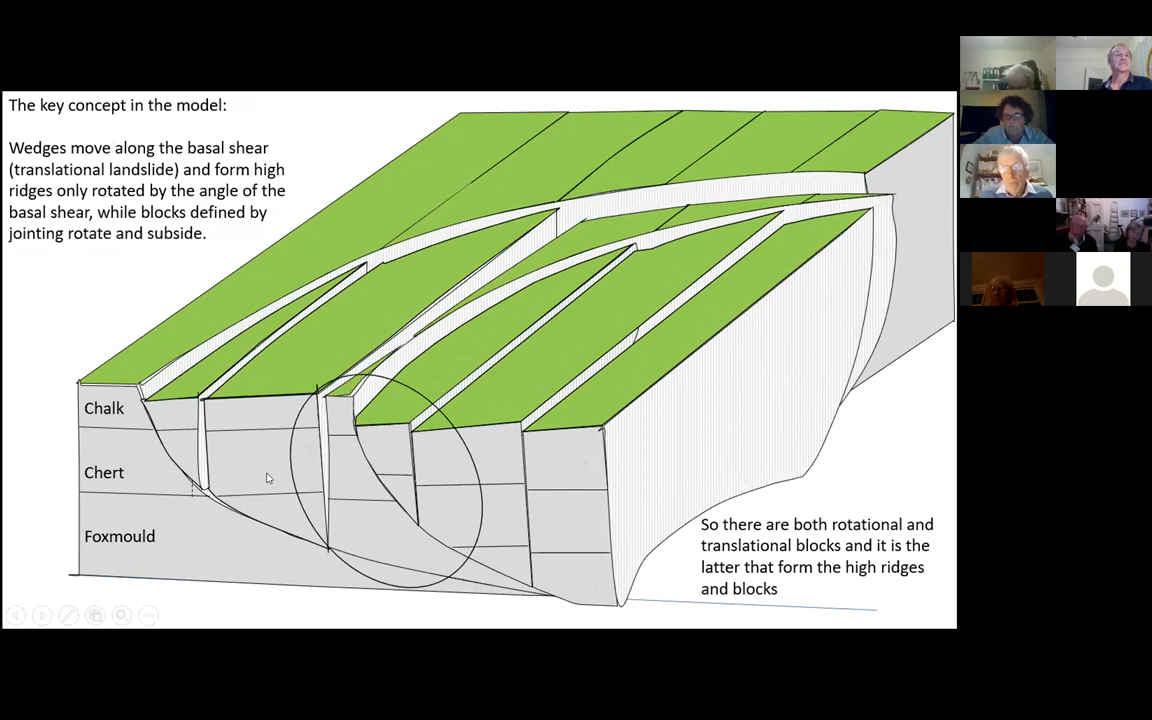 The key concept in the model:
Wedges move along the basal shear
(translational landslide) and form high
ridges only rotated by the angle of the
basal shear, while blocks defined by
jointing rotate and subside.
Chalk
Chert
Foxmould
So there are both rotational and
translational blocks and it is the
latter that form the high ridges
and blocks